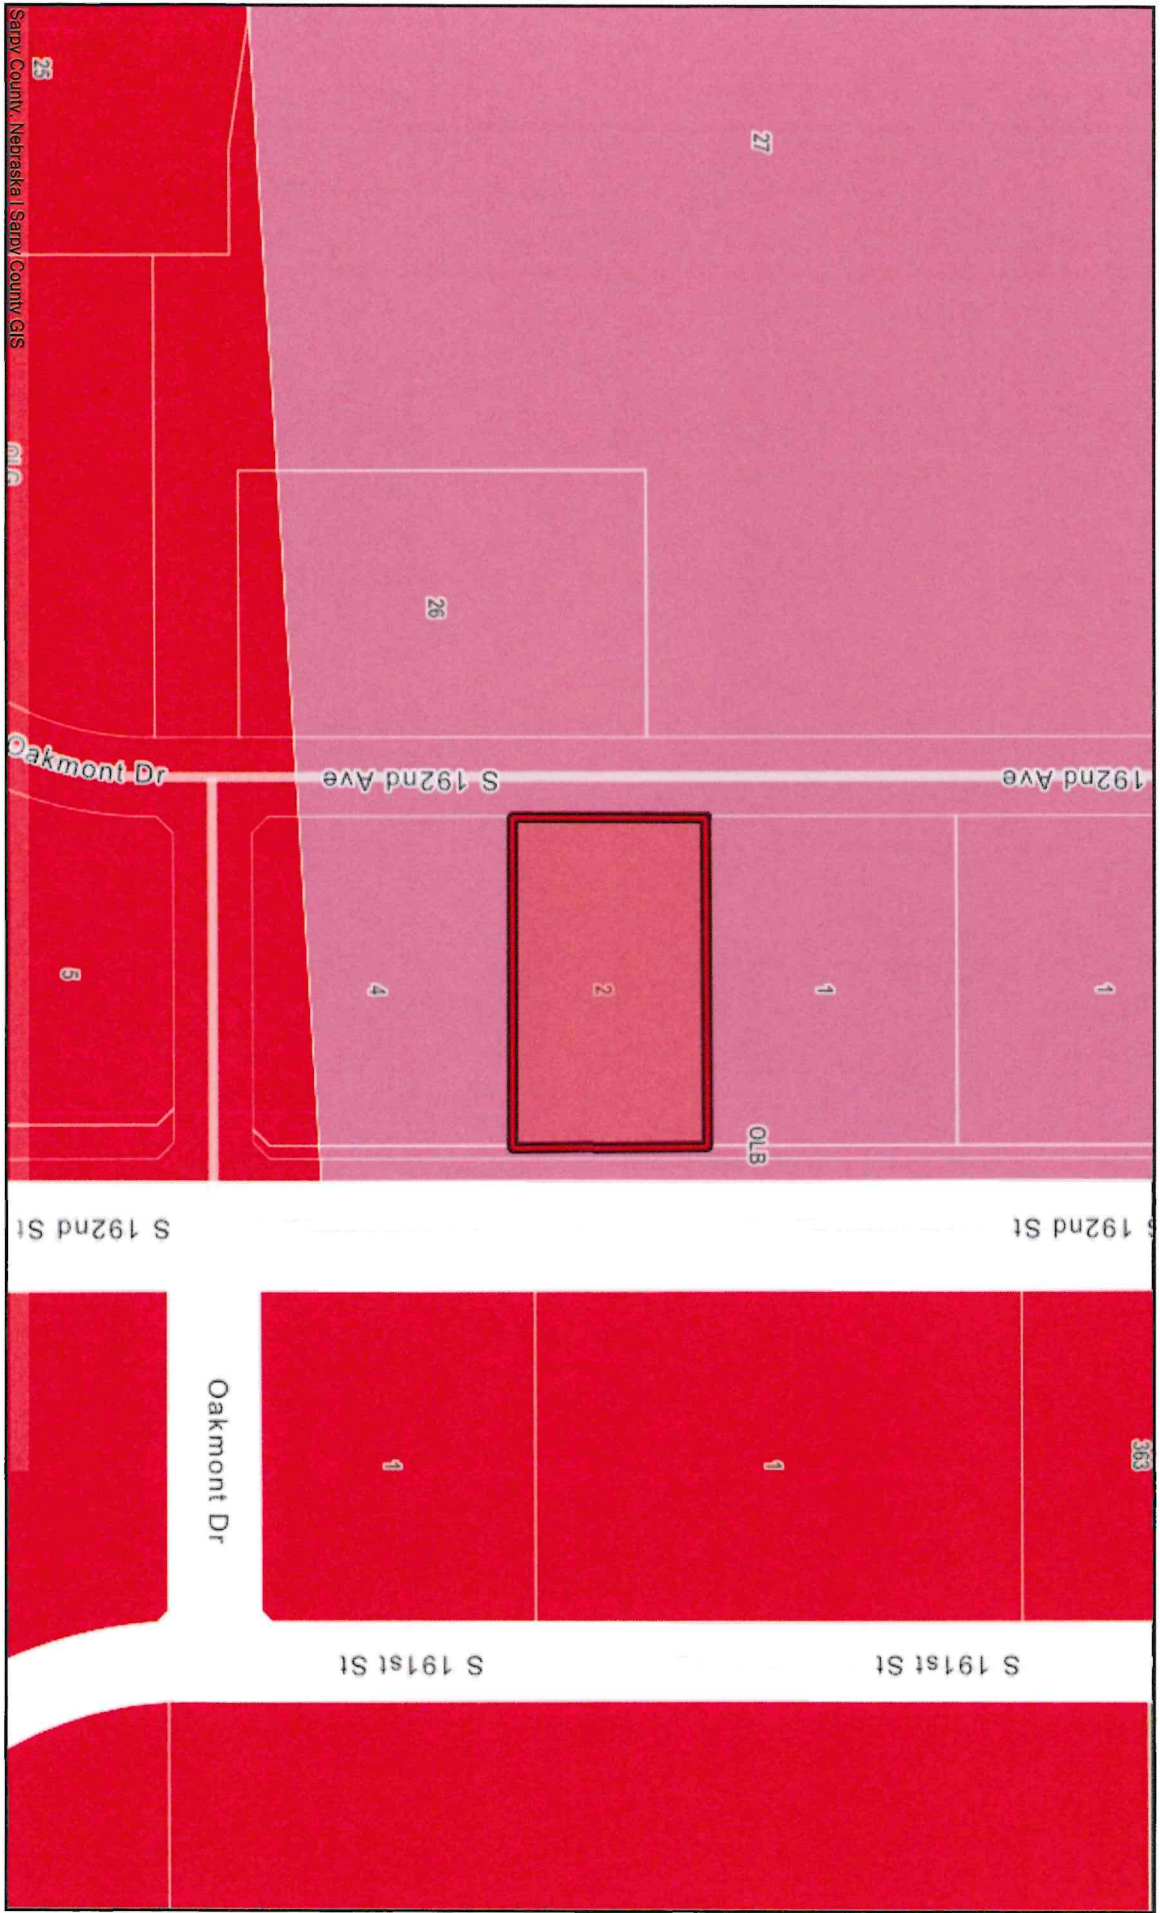 25
Sarpy County, Nebraska | Sarpy County GIS
27
26
Oakmont Dr
S 192nd Ave
192nd Ave
5
4
2
1
1
OLB
S 192nd St
S 192nd St
Oakmont Dr
1
1
363
S 191st St
S 191st St